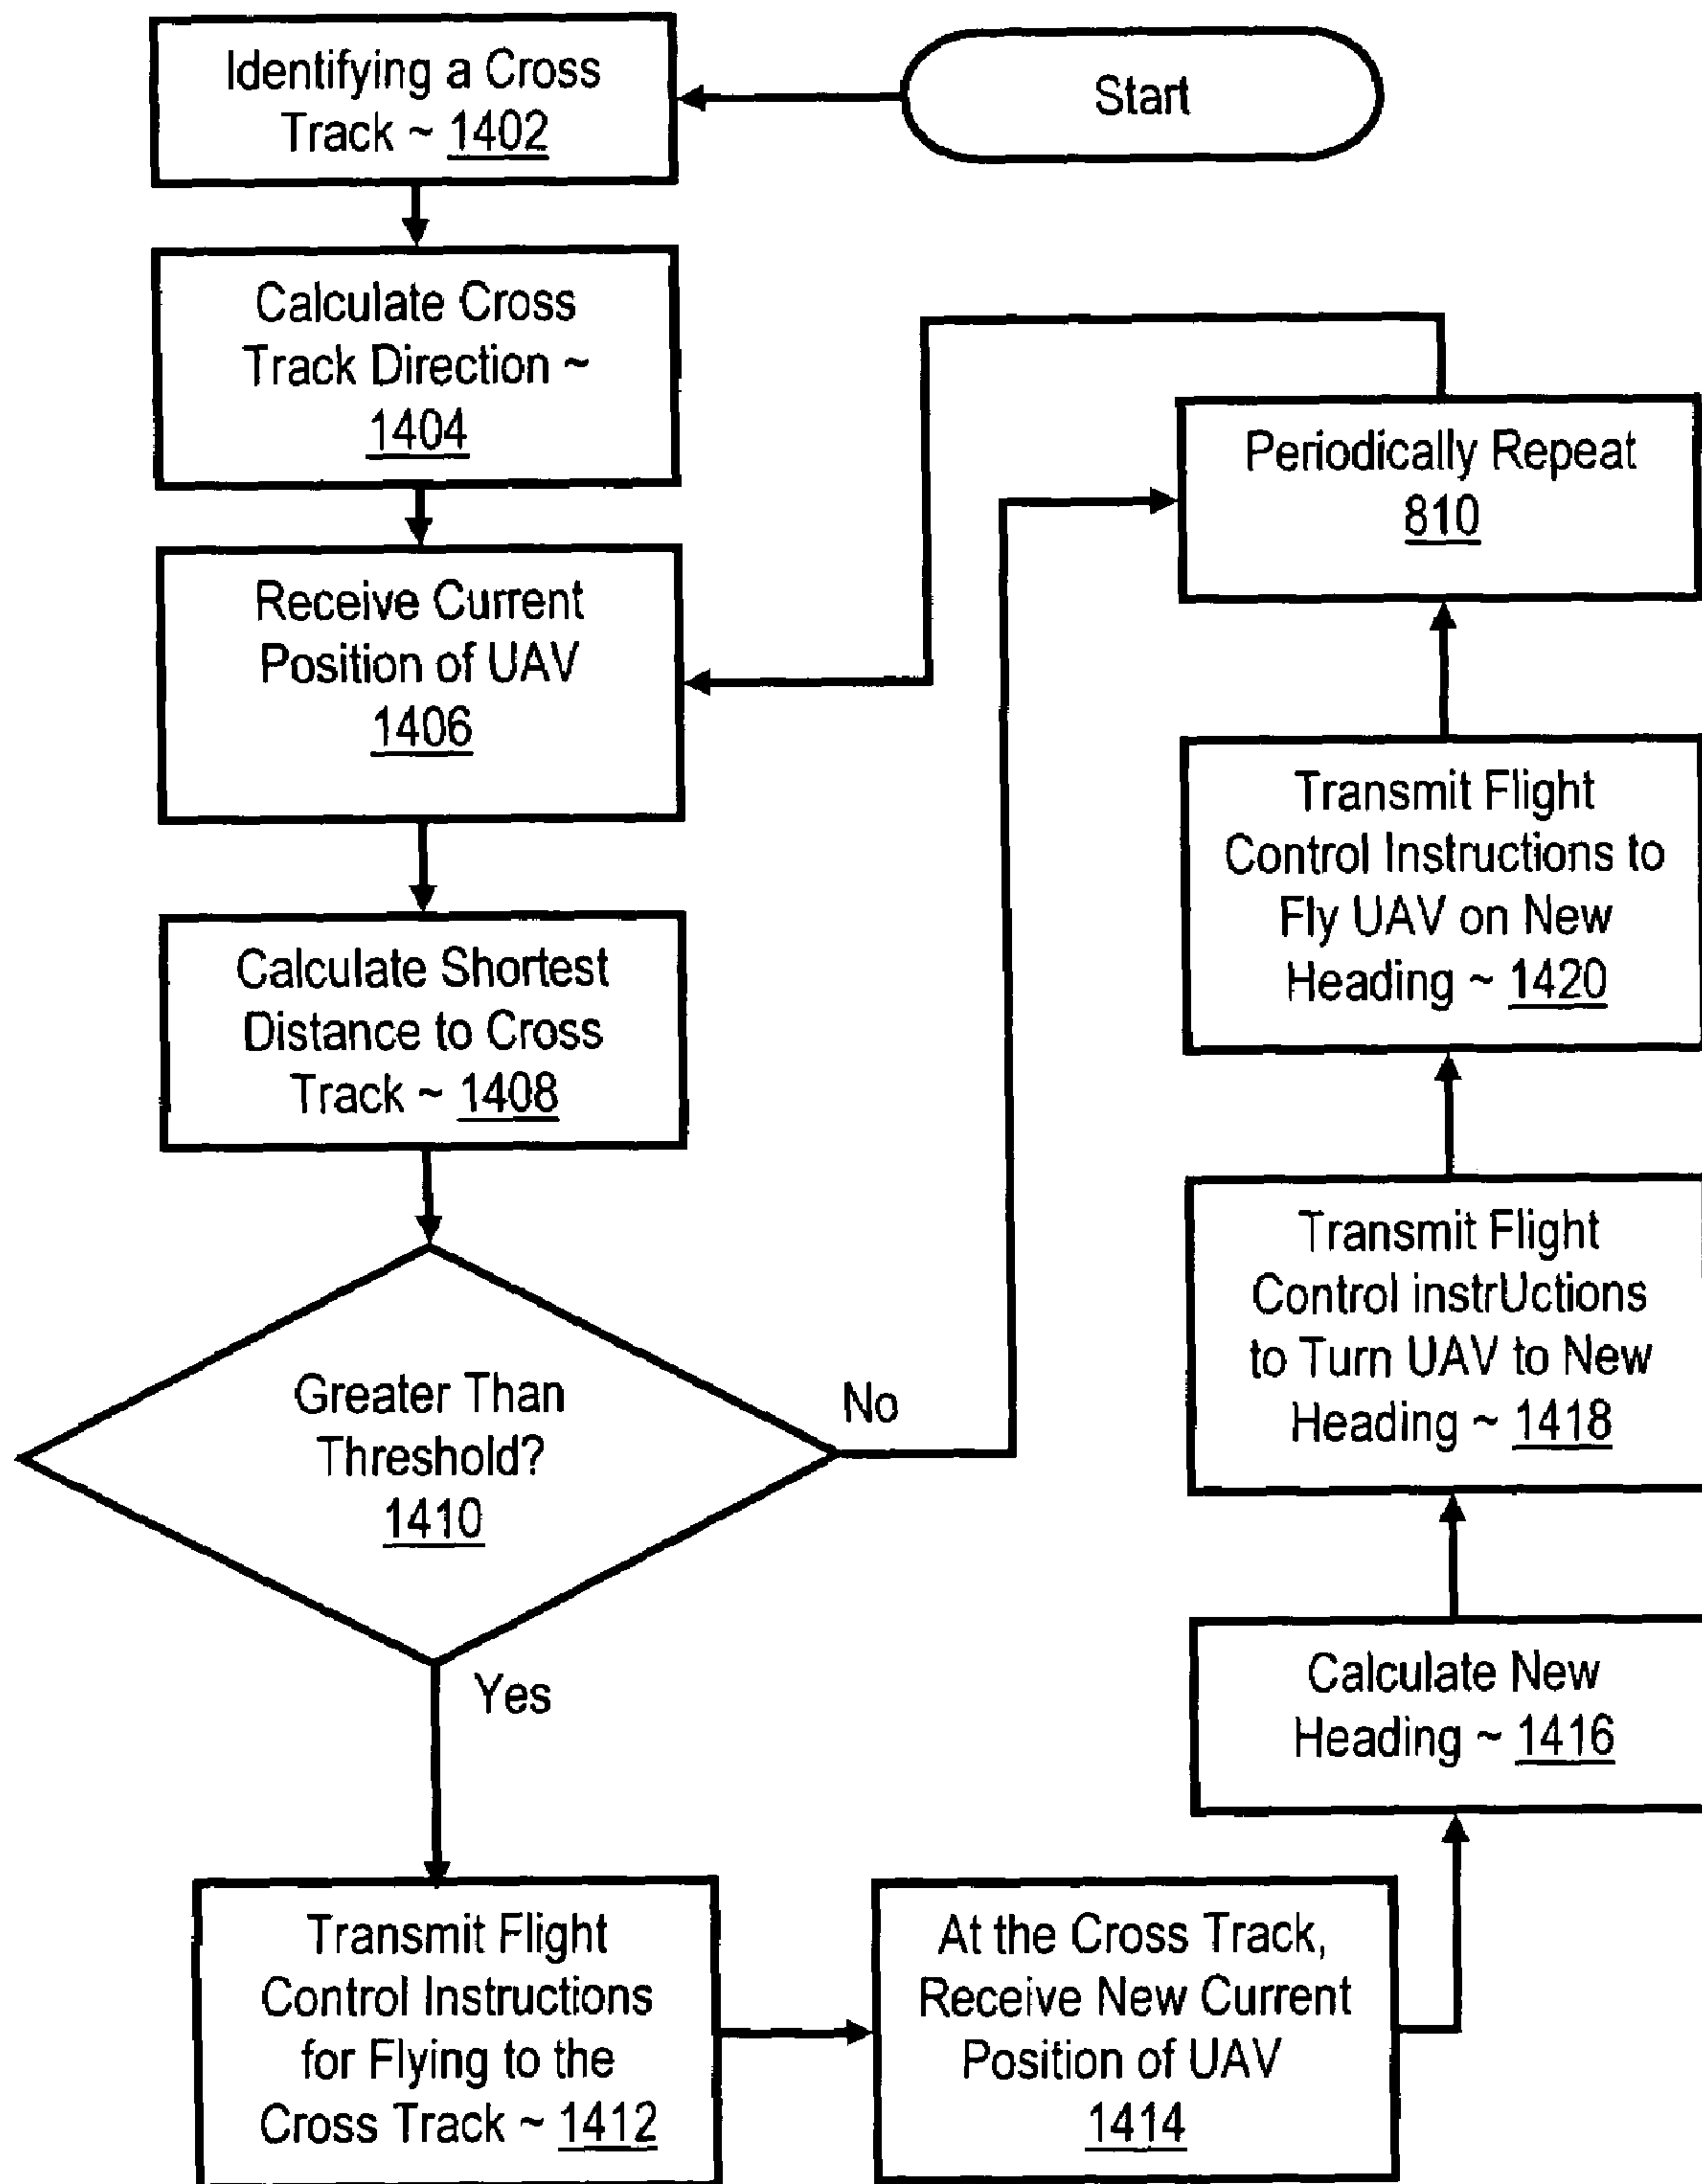 Start
Identifying a Cross
Track ~ 1402
Calculate Cross
Track Direction ~
1404
Receive Current
Position of UAV
1406
Calculate Shortest
Distance to Cross
Track ~ 1408
Greater Than
Threshold?
1410
No
Yes
Transmit Flight
Control Instructions
for Flying to the
Cross Track ~ 1412
At the Cross Track,
Receive New Current
Position of UAV
1414
Calculate New
Heading ~ 1416
Transmit Flight
Control instrUctions
to Turn UAV to New
Heading ~ 1418
Transmit Flight
Control Instructions to
Fly UAV on New
Heading ~ 1420
Periodically Repeat
810